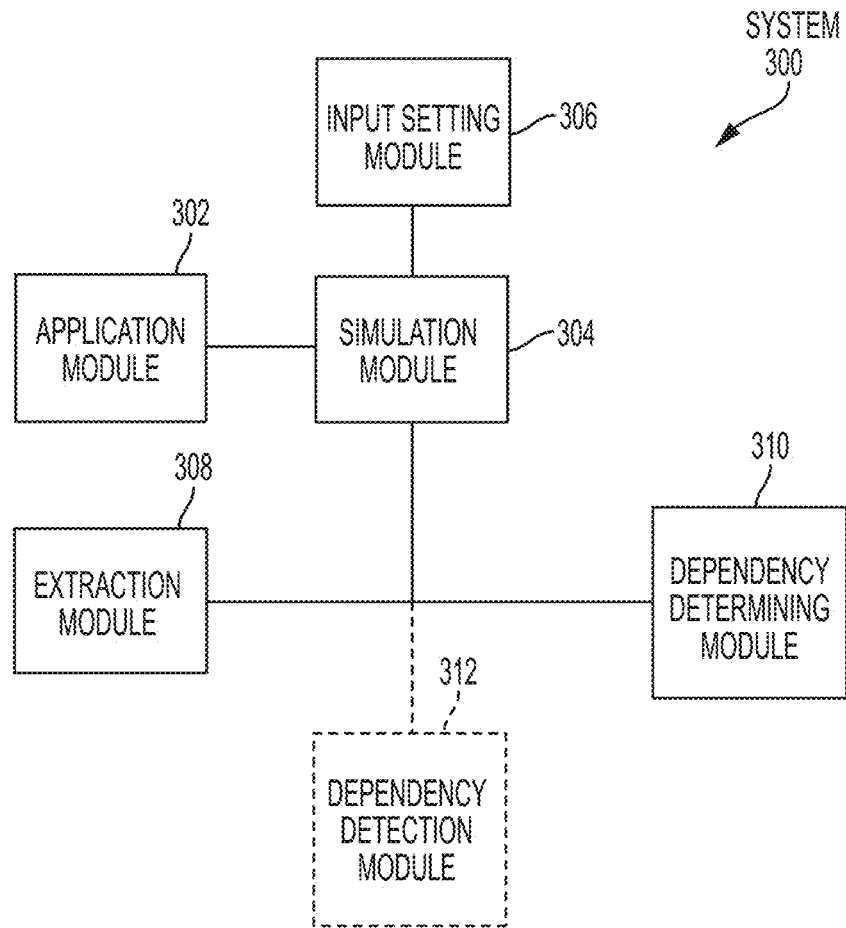 SYSTEM
300
INPUT SETTING
MODULE
306
302
APPLICATION
MODULE
SIMULATION
MODULE
304
308
EXTRACTION
MODULE
310
DEPENDENCY
DETERMINING
MODULE
312
DEPENDENCY
DETECTION
MODULE